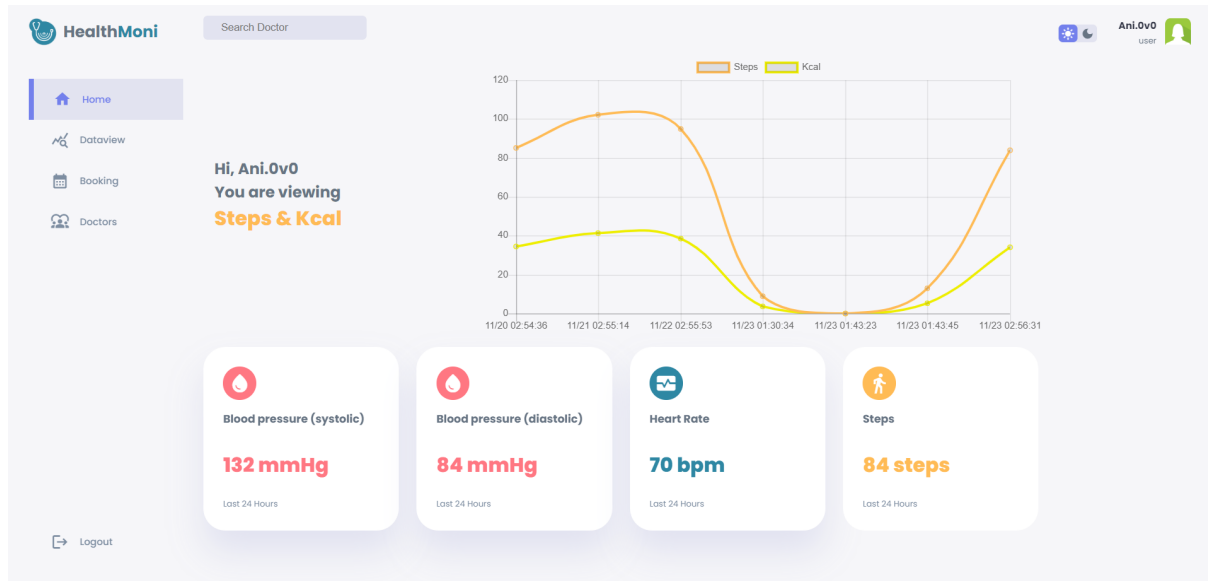 HealthMoni
Search Doctor
Ani.0v0
user
Home
Dataview
Booking
Doctors
Logout
Hi, Ani.0v0
You are viewing
Steps & Kcal
Steps Kcal
120
100
80
60
40
20
0
11/20 02:54:36 11/21 02:55:14 11/22 02:55:53 11/23 01:30:34 11/23 01:43:23 11/23 01:43:45 11/23 02:56:31
Blood pressure (systolic)
132 mmHg
Last 24 Hours
Blood pressure (diastolic)
84 mmHg
Last 24 Hours
Heart Rate
70 bpm
Last 24 Hours
Steps
84 steps
Last 24 Hours